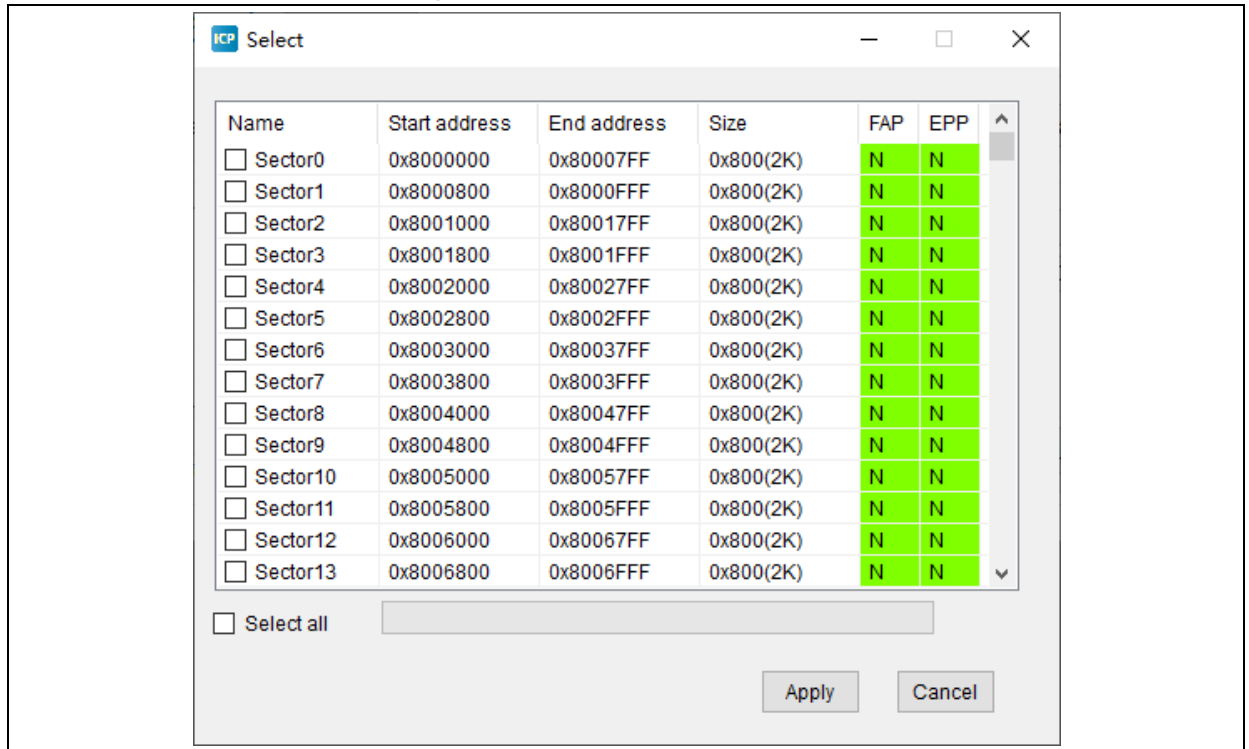 ICP Select
Name Start address End address Size FAP EPP
Sector0 0x8000000 0x80007FF 0x800(2K) N N
Sector1 0x8000800 0x8000FFF 0x800(2K) N N
Sector2 0x8001000 0x80017FF 0x800(2K) N N
Sector3 0x8001800 0x8001FFF 0x800(2K) N N
Sector4 0x8002000 0x80027FF 0x800(2K) N N
Sector5 0x8002800 0x8002FFF 0x800(2K) N N
Sector6 0x8003000 0x80037FF 0x800(2K) N N
Sector7 0x8003800 0x8003FFF 0x800(2K) N N
Sector8 0x8004000 0x80047FF 0x800(2K) N N
Sector9 0x8004800 0x8004FFF 0x800(2K) N N
Sector10 0x8005000 0x80057FF 0x800(2K) N N
Sector11 0x8005800 0x8005FFF 0x800(2K) N N
Sector12 0x8006000 0x80067FF 0x800(2K) N N
Sector13 0x8006800 0x8006FFF 0x800(2K) N N
Select all
Apply Cancel